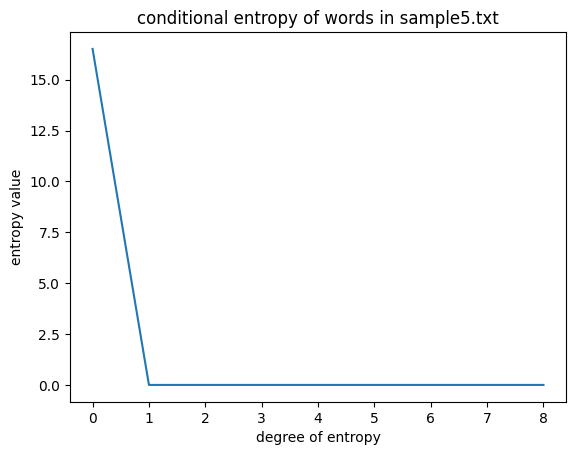 conditional entropy of words in sample5.txt
15.0
12.5
10.0
7.5
5.0
2.5
0.0
entropy value
0 1 2 3 4 5 6 7 8
degree of entropy